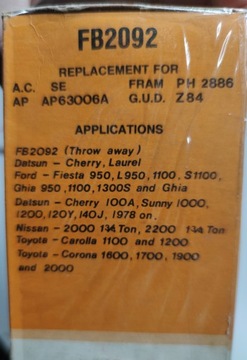 FB2092
REPLACEMENT FOR
A.C. SE FRAM PH 2886
AP AP63006A G.U.D. Z84
APPLICATIONS
FB2092 (Throw away)
Datsun - Cherry, Laurel
Ford - Fiesta 950, L950, 1100, S1100,
Ghia 950, 1100, 1300S and Ghia
Datsun - Cherry 100A, Sunny 1000,
1200, 120Y, 140J, 1978 on.
Nissan - 2000 1¾ Ton, 2200 1¾ Ton
Toyota - Carolla 1100 and 1200
Toyota - Corona 1600, 1700, 1900
and 2000